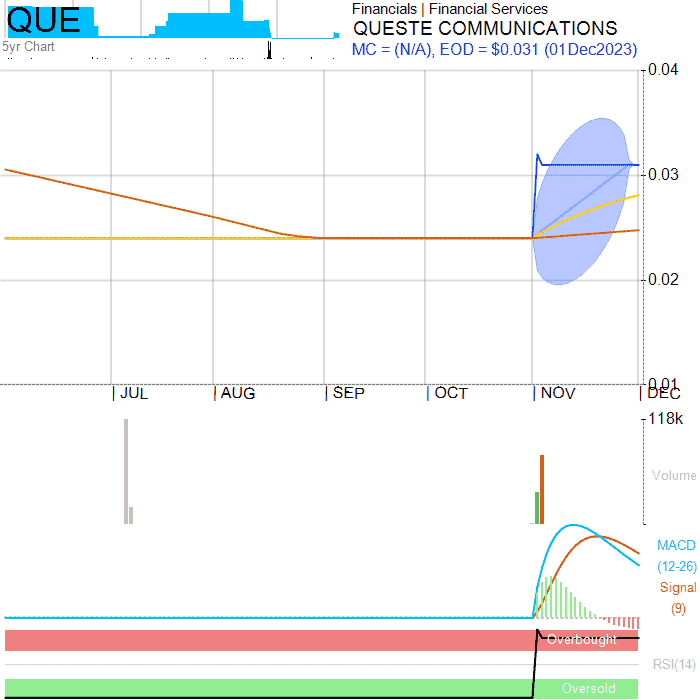 QUE
Financials | Financial Services
QUESTE COMMUNICATIONS
5yr Chart
MC = (N/A), EOD = $0.031 (01Dec2023)
0.04
0.03
0.02
0.01
| JUL | AUG | SEP | OCT | NOV | DEC
118k
Volume
MACD
(12-26)
Signal
(9)
Overbought
RSI(14)
Oversold